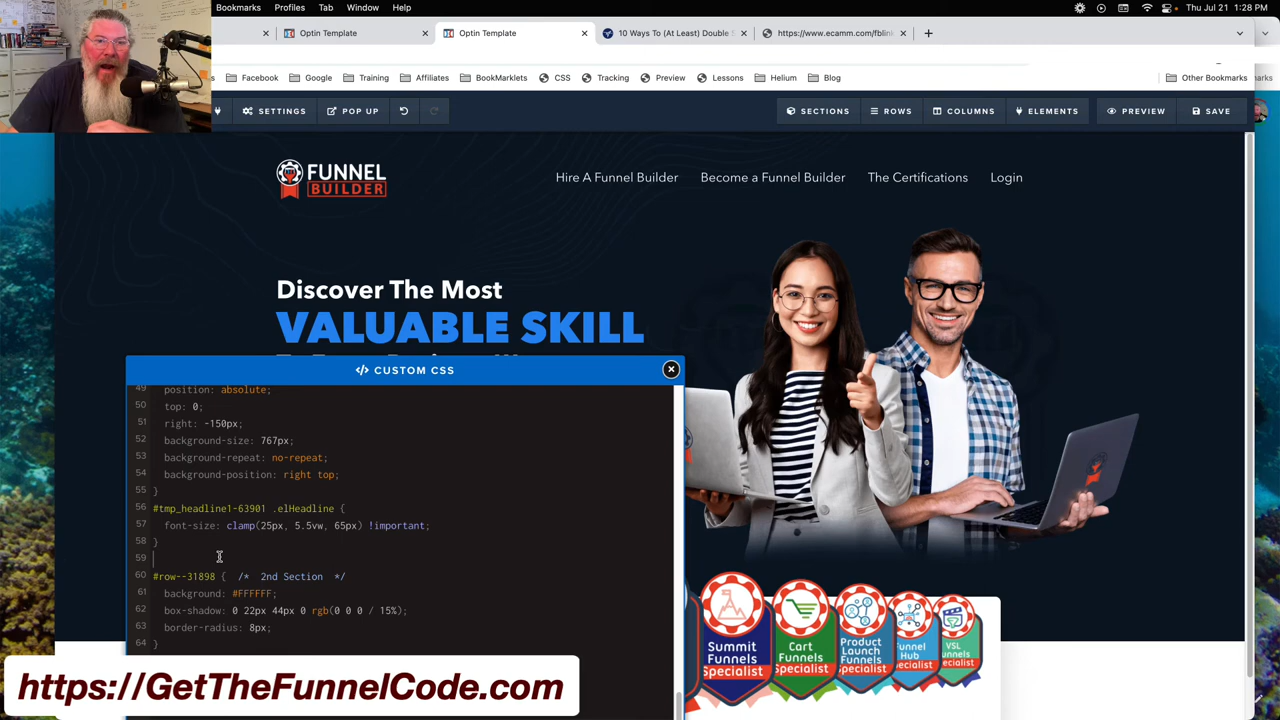 Bookmarks Profiles Tab Window Help
Thu Jul 21 1:28 PM
Optin Template
Optin Template
10 Ways To (At Least) Double
https://www.ecamm.com/fblink
Facebook Google Training Affiliates BookMarklets CSS Tracking Preview Lessons Helium Blog Other Bookmarks
SETTINGS POP UP SECTIONS ROWS COLUMNS ELEMENTS PREVIEW SAVE
FUNNEL
BUILDER
Hire A Funnel Builder Become a Funnel Builder The Certifications Login
Discover The Most
VALUABLE SKILL
</> CUSTOM CSS
49 position: absolute;
50 top: 0;
51 right: -150px;
52 background-size: 767px;
53 background-repeat: no-repeat;
54 background-position: right top;
55 }
56 #tmp_headline1-63901 .elHeadline {
57 font-size: clamp(25px, 5.5vw, 65px) !important;
58 }
59
60 #row--31898 { /* 2nd Section */
61 background: #FFFFFF;
62 box-shadow: 0 22px 44px 0 rgb(0 0 0 / 15%);
63 border-radius: 8px;
64 }
Summit
Funnels
Specialist
Cart
Funnels
Specialist
Product
Launch
Funnels
Specialist
Funnel
Hub
Specialist
VSL
Funnels
Specialist
https://GetTheFunnelCode.com